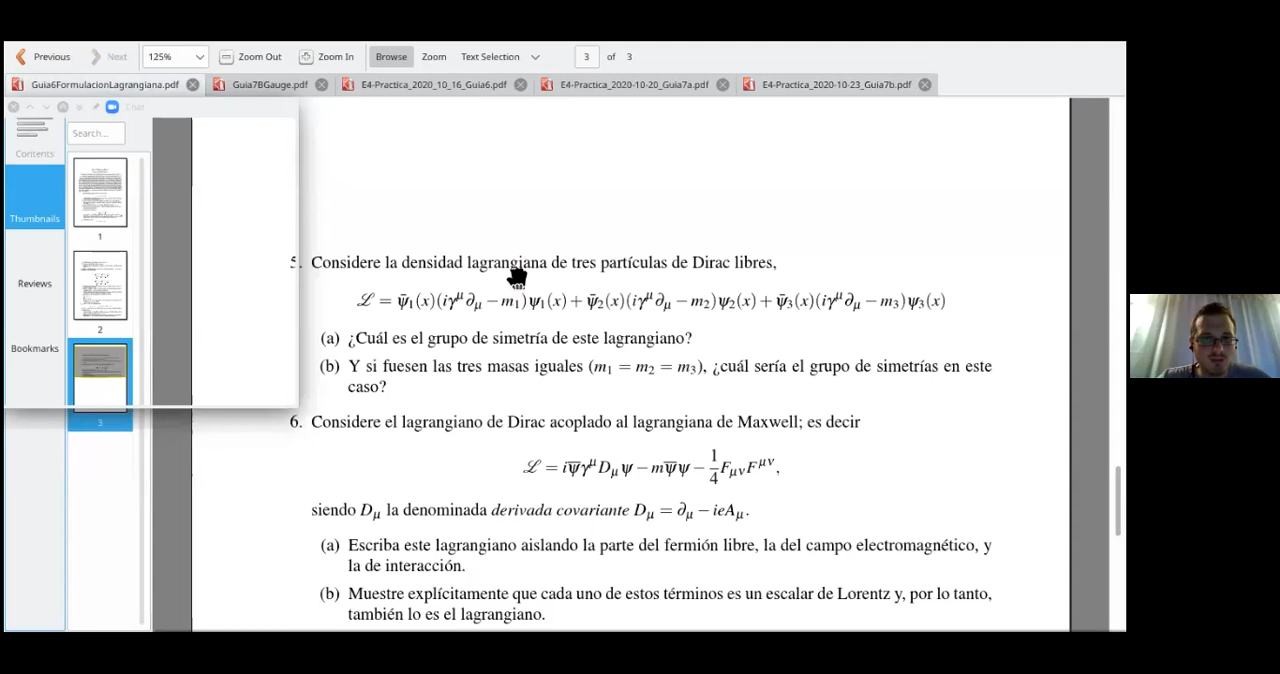 Previous Next 125% Zoom Out Zoom In Browse Zoom Text Selection 3 of 3
Guia6FormulacionLagrangiana.pdf Guia7BGauge.pdf E4-Practica_2020_10_16_Guia6.pdf E4-Practica_2020-10-20_Guia7a.pdf E4-Practica_2020-10-23_Guia7b.pdf
Chat
Contents
Search...
Thumbnails
Reviews
Bookmarks
1
2
3
5. Considere la densidad lagrangiana de tres partículas de Dirac libres,
ℒ = ψ̄₁(x)(iγ^μ ∂_μ − m₁)ψ₁(x) + ψ̄₂(x)(iγ^μ ∂_μ − m₂)ψ₂(x) + ψ̄₃(x)(iγ^μ ∂_μ − m₃)ψ₃(x)
(a) ¿Cuál es el grupo de simetría de este lagrangiano?
(b) Y si fuesen las tres masas iguales (m₁ = m₂ = m₃), ¿cuál sería el grupo de simetrías en este
caso?
6. Considere el lagrangiano de Dirac acoplado al lagrangiana de Maxwell; es decir
ℒ = iψ̄γ^μ D_μ ψ − mψ̄ψ − 1/4 F_μν F^μν,
siendo D_μ la denominada derivada covariante D_μ = ∂_μ − ieA_μ.
(a) Escriba este lagrangiano aislando la parte del fermión libre, la del campo electromagnético, y
la de interacción.
(b) Muestre explícitamente que cada uno de estos términos es un escalar de Lorentz y, por lo tanto,
también lo es el lagrangiano.